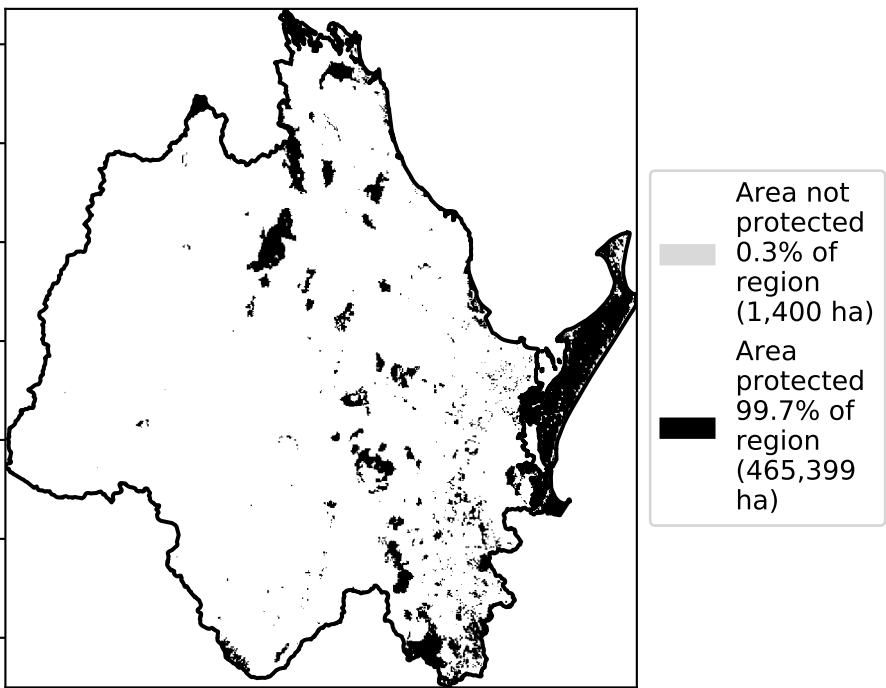 Area not
protected
0.3% of
region
(1,400 ha)
Area
protected
99.7% of
region
(465,399
ha)